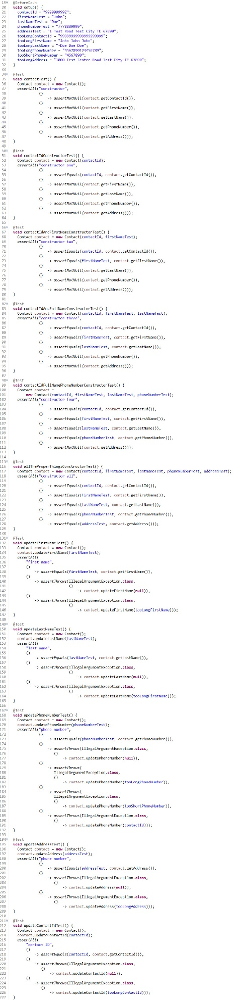 19 @BeforeEach
20 void setup() {
21 contactId = "999999999Z";
22 firstNameTest = "John";
23 lastNameTest = "Doe";
24 phoneNumberTest = "7778889999";
25 addressTest = "1 Test Road Test City TE 67890";
26 tooLongContactId = "99999999999999999999";
27 tooLongFirstName = "John John John";
28 tooLongLastName = "-Doe Doe Doe";
29 tooLongPhoneNumber = "4567890123456789";
30 tooShortPhoneNumber = "4567890";
31 tooLongAddress = "1000 Test Tester Road Test City TE 67890";
32 }
33
34 @Test
35 void contactTest() {
36 Contact contact = new Contact();
37 assertAll("constructor",
38 ()
39 -> assertNotNull(contact.getContactId()),
40 ()
41 -> assertNotNull(contact.getFirstName()),
42 ()
43 -> assertNotNull(contact.getLastName()),
44 ()
45 -> assertNotNull(contact.getPhoneNumber()),
46 ()
47 -> assertNotNull(contact.getAddress()));
48 }
49
50 @Test
51 void contactIdConstructorTest() {
52 Contact contact = new Contact(contactId);
53 assertAll("constructor one",
54 ()
55 -> assertEquals(contactId, contact.getContactId()),
56 ()
57 -> assertNotNull(contact.getFirstName()),
58 ()
59 -> assertNotNull(contact.getLastName()),
60 ()
61 -> assertNotNull(contact.getPhoneNumber()),
62 ()
63 -> assertNotNull(contact.getAddress()));
64 }
65
66 @Test
67 void contactIdAndFirstNameConstructorTest() {
68 Contact contact = new Contact(contactId, firstNameTest);
69 assertAll("constructor two",
70 ()
71 -> assertEquals(contactId, contact.getContactId()),
72 ()
73 -> assertEquals(firstNameTest, contact.getFirstName()),
74 ()
75 -> assertNotNull(contact.getLastName()),
76 ()
77 -> assertNotNull(contact.getPhoneNumber()),
78 ()
79 -> assertNotNull(contact.getAddress()));
80 }
81
82 @Test
83 void contactIdAndFullNameConstructorTest() {
84 Contact contact = new Contact(contactId, firstNameTest, lastNameTest);
85 assertAll("constructor three",
86 ()
87 -> assertEquals(contactId, contact.getContactId()),
88 ()
89 -> assertEquals(firstNameTest, contact.getFirstName()),
90 ()
91 -> assertEquals(lastNameTest, contact.getLastName()),
92 ()
93 -> assertNotNull(contact.getPhoneNumber()),
94 ()
95 -> assertNotNull(contact.getAddress()));
96 }
97
98 @Test
99 void contactIdFullNamePhoneNumberConstructorTest() {
100 Contact contact =
101 new Contact(contactId, firstNameTest, lastNameTest, phoneNumberTest);
102 assertAll("constructor four",
103 ()
104 -> assertEquals(contactId, contact.getContactId()),
105 ()
106 -> assertEquals(firstNameTest, contact.getFirstName()),
107 ()
108 -> assertEquals(lastNameTest, contact.getLastName()),
109 ()
110 -> assertEquals(phoneNumberTest, contact.getPhoneNumber()),
111 ()
112 -> assertNotNull(contact.getAddress()));
113 }
114
115 @Test
116 void allTheProperThingsConstructorTest() {
117 Contact contact = new Contact(contactId, firstNameTest, lastNameTest, phoneNumberTest, addressTest);
118 assertAll("constructor all",
119 ()
120 -> assertEquals(contactId, contact.getContactId()),
121 ()
122 -> assertEquals(firstNameTest, contact.getFirstName()),
123 ()
124 -> assertEquals(lastNameTest, contact.getLastName()),
125 ()
126 -> assertEquals(phoneNumberTest, contact.getPhoneNumber()),
127 ()
128 -> assertEquals(addressTest, contact.getAddress()));
129 }
130
131 @Test
132 void updateFirstNameTest() {
133 Contact contact = new Contact();
134 contact.updateFirstName(firstNameTest);
135 assertAll(
136 "first name",
137 ()
138 -> assertEquals(firstNameTest, contact.getFirstName()),
139 ()
140 -> assertThrows(IllegalArgumentException.class,
141 ()
142 -> contact.updateFirstName(null)),
143 ()
144 -> assertThrows(IllegalArgumentException.class,
145 ()
146 -> contact.updateFirstName(tooLongFirstName)));
147 }
148
149 @Test
150 void updateLastNameTest() {
151 Contact contact = new Contact();
152 contact.updateLastName(lastNameTest);
153 assertAll(
154 "last name",
155 ()
156 -> assertEquals(lastNameTest, contact.getLastName()),
157 ()
158 -> assertThrows(IllegalArgumentException.class,
159 ()
160 -> contact.updateLastName(null)),
161 ()
162 -> assertThrows(IllegalArgumentException.class,
163 ()
164 -> contact.updateLastName(tooLongFirstName)));
165 }
166
167 @Test
168 void updatePhoneNumberTest() {
169 Contact contact = new Contact();
170 contact.updatePhoneNumber(phoneNumberTest);
171 assertAll("phone number",
172 ()
173 -> assertEquals(phoneNumberTest, contact.getPhoneNumber()),
174 ()
175 -> assertThrows(IllegalArgumentException.class,
176 ()
177 -> contact.updatePhoneNumber(null)),
178 ()
179 -> assertThrows(
180 IllegalArgumentException.class,
181 ()
182 -> contact.updatePhoneNumber(tooLongPhoneNumber)),
183 ()
184 -> assertThrows(
185 IllegalArgumentException.class,
186 ()
187 -> contact.updatePhoneNumber(tooShortPhoneNumber)),
188 ()
189 -> assertThrows(IllegalArgumentException.class,
190 ()
191 -> contact.updatePhoneNumber(contactId)));
192 }
193
194 @Test
195 void updateAddressTest() {
196 Contact contact = new Contact();
197 contact.updateAddress(addressTest);
198 assertAll("phone number",
199 ()
200 -> assertEquals(addressTest, contact.getAddress()),
201 ()
202 -> assertThrows(IllegalArgumentException.class,
203 ()
204 -> contact.updateAddress(null)),
205 ()
206 -> assertThrows(IllegalArgumentException.class,
207 ()
208 -> contact.updateAddress(tooLongAddress)));
209 }
210
211 @Test
212 void updateContactIdTest() {
213 Contact contact = new Contact();
214 contact.updateContactId(contactId);
215 assertAll(
216 "contact ID",
217 ()
218 -> assertEquals(contactId, contact.getContactId()),
219 ()
220 -> assertThrows(IllegalArgumentException.class,
221 ()
222 -> contact.updateContactId(null)),
223 ()
224 -> assertThrows(IllegalArgumentException.class,
225 ()
226 -> contact.updateContactId(tooLongContactId)));
227 }